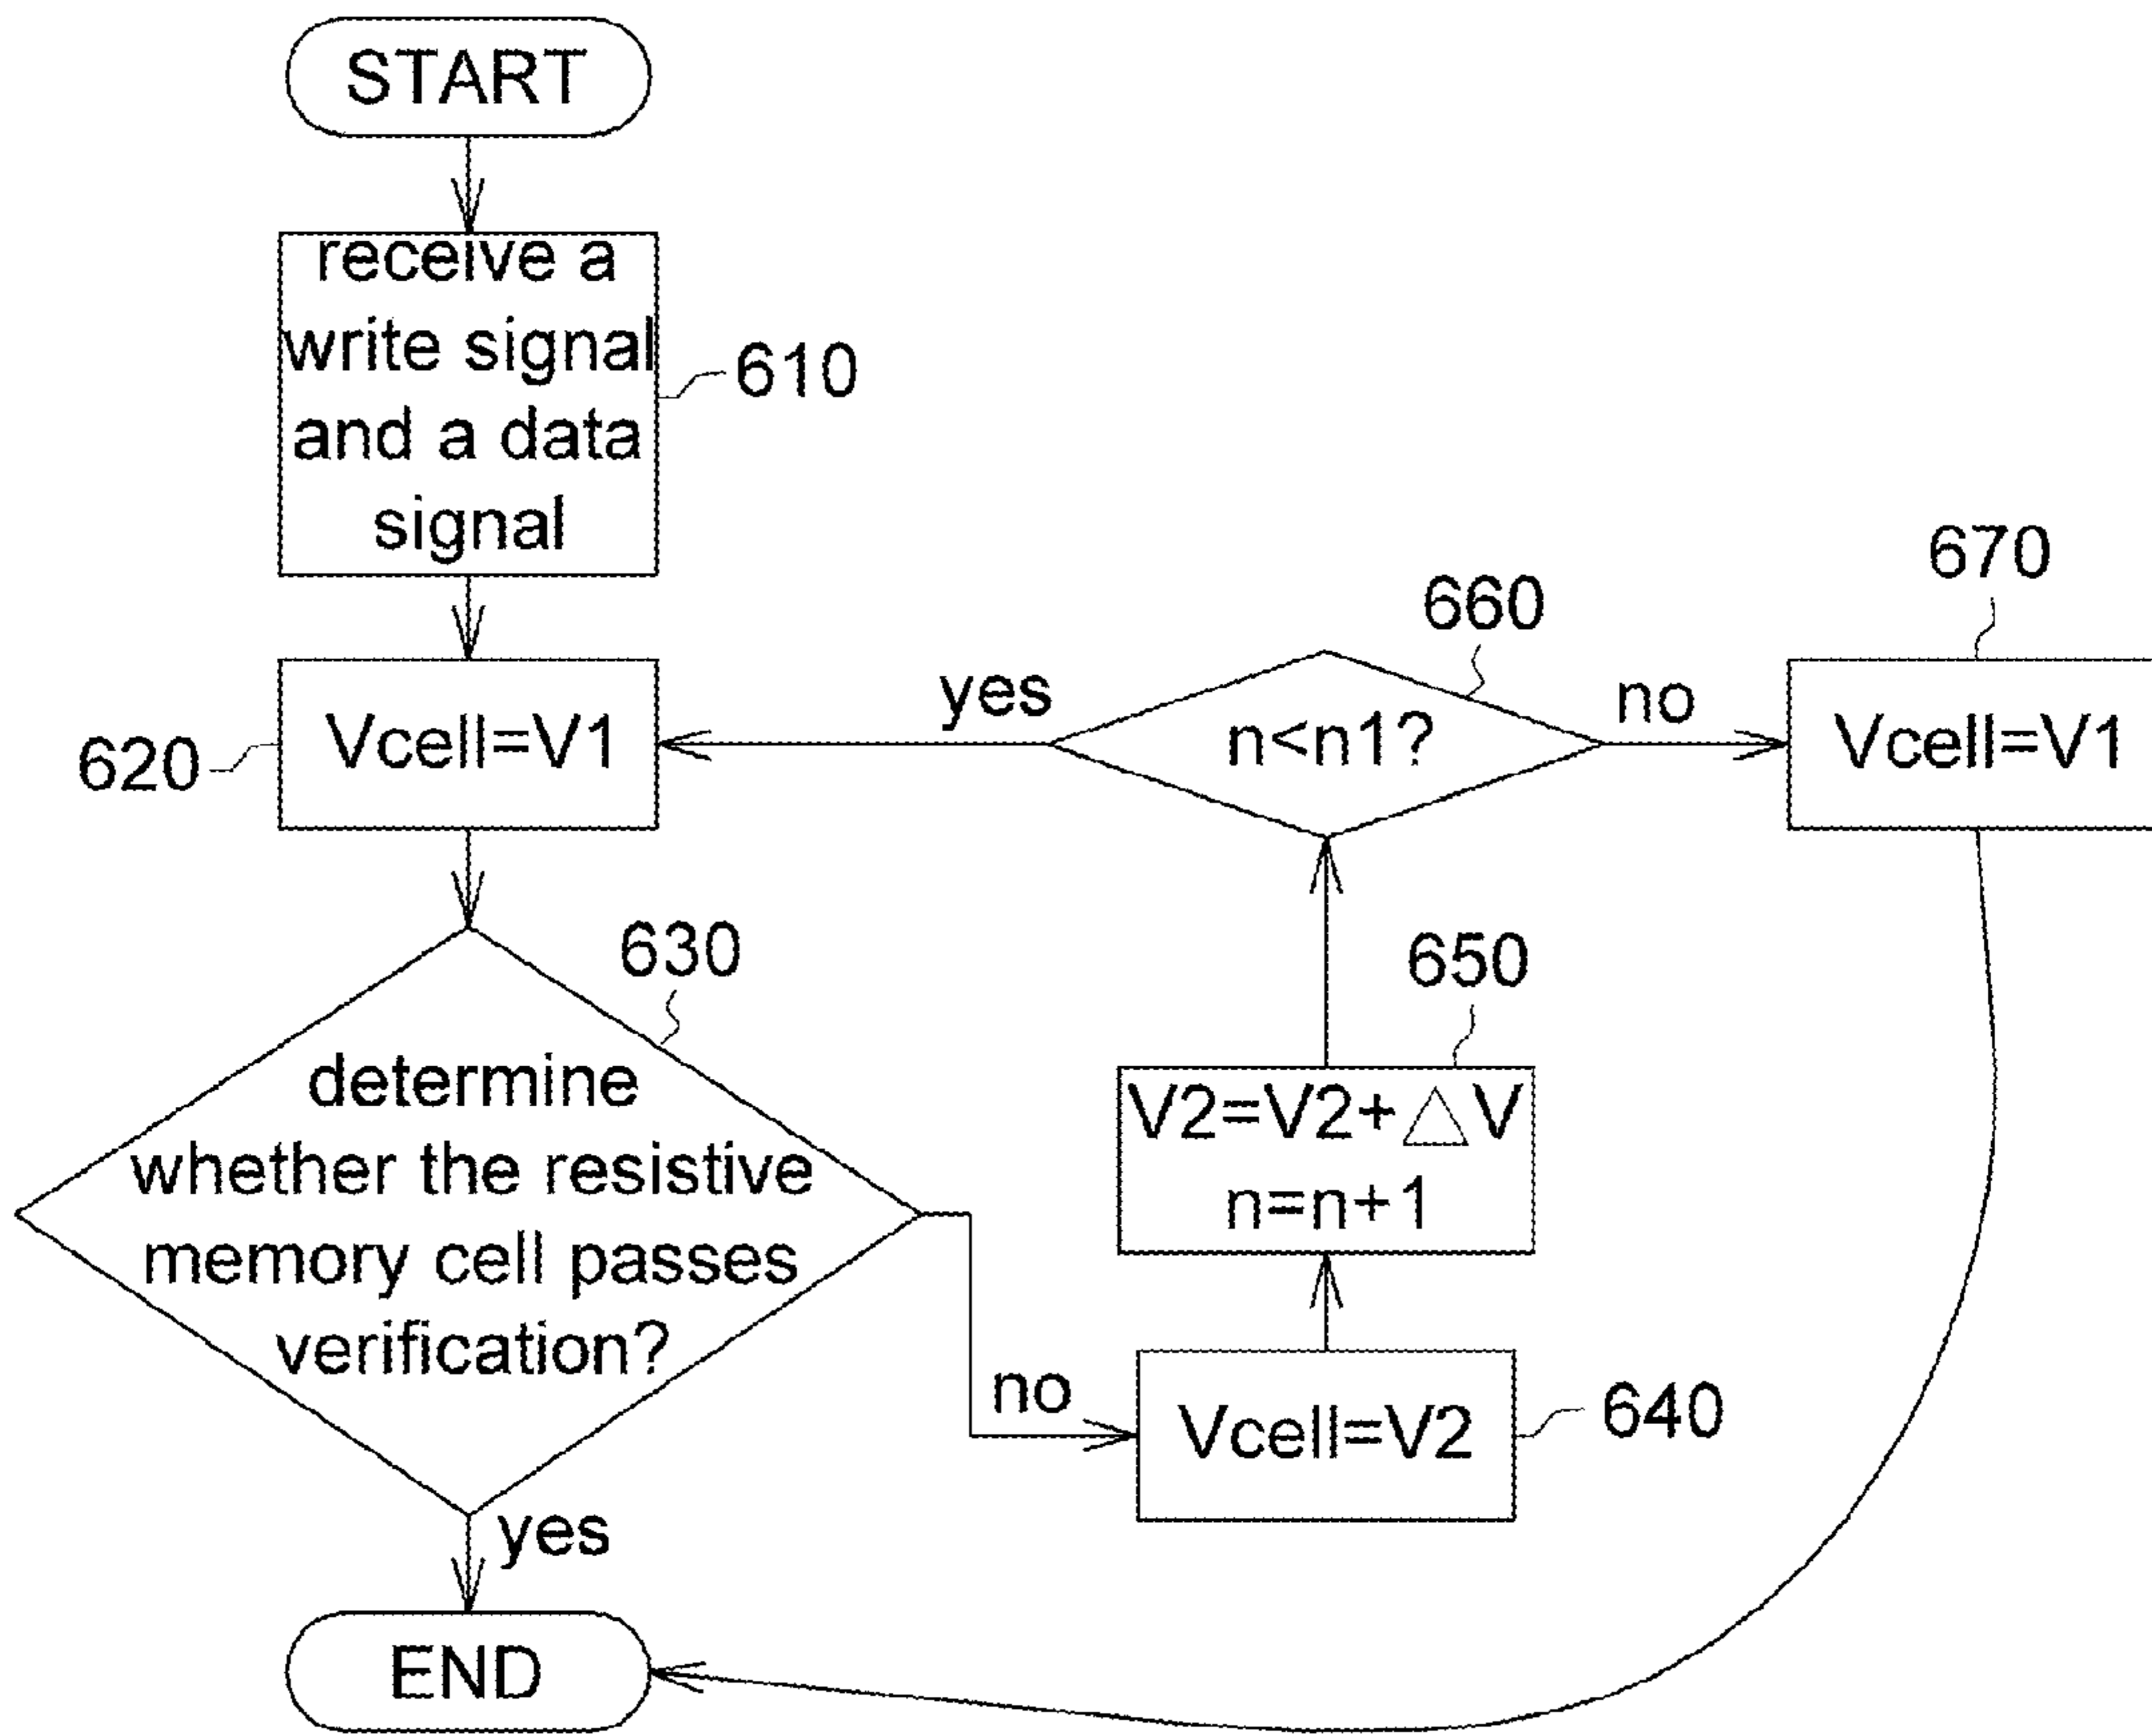 START
receive a
write signal
and a data
signal
610
Vcell=V1
620
determine
whether the resistive
memory cell passes
verification?
630
yes
END
no
Vcell=V2
640
V2=V2+△V
n=n+1
650
n<n1?
660
yes
no
Vcell=V1
670